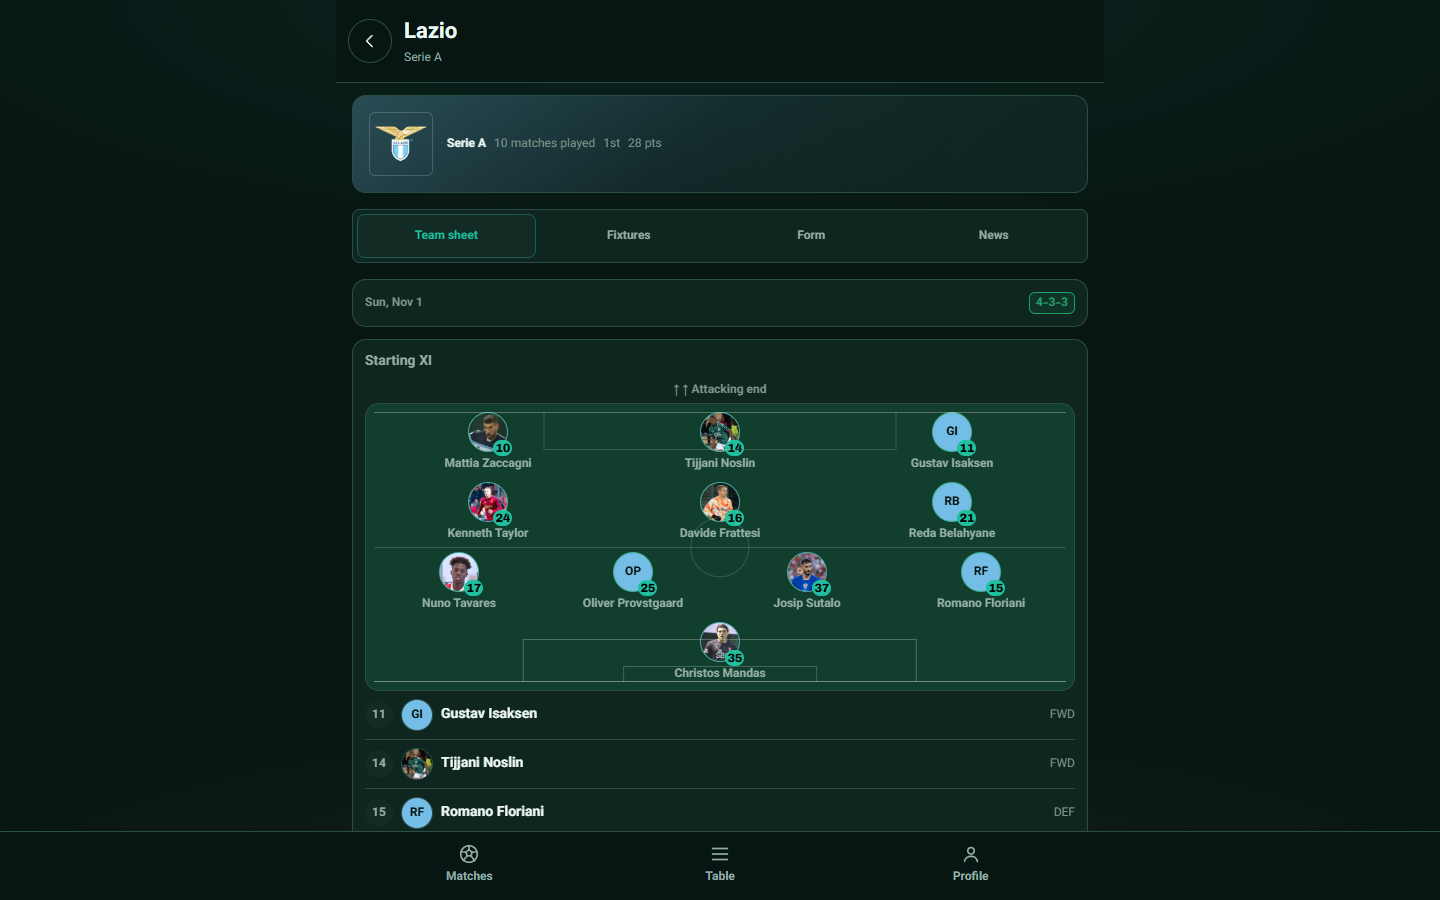 Lazio
Serie A
Serie A 10 matches played 1st 28 pts
Team sheet Fixtures Form News
Sun, Nov 1 4-3-3
Starting XI
↑↑ Attacking end
10 14 GI 11
Mattia Zaccagni Tijjani Noslin Gustav Isaksen
24 16 RB 21
Kenneth Taylor Davide Frattesi Reda Belahyane
17 OP 25 37 RF 15
Nuno Tavares Oliver Provstgaard Josip Sutalo Romano Floriani
35
Christos Mandas
11 GI Gustav Isaksen FWD
14 Tijjani Noslin FWD
15 RF Romano Floriani DEF
Matches Table Profile